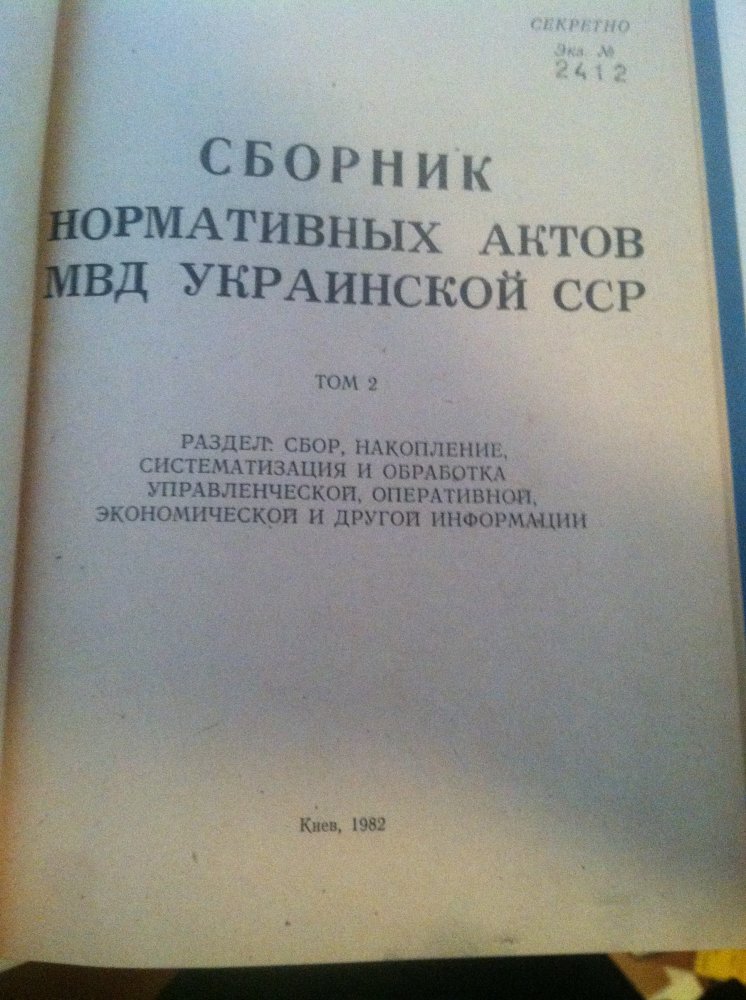 СЕКРЕТНО
Экз. №
2412
СБОРНИК
НОРМАТИВНЫХ АКТОВ
МВД УКРАИНСКОЙ ССР
ТОМ 2
РАЗДЕЛ: СБОР, НАКОПЛЕНИЕ,
СИСТЕМАТИЗАЦИЯ И ОБРАБОТКА
УПРАВЛЕНЧЕСКОЙ, ОПЕРАТИВНОЙ,
ЭКОНОМИЧЕСКОЙ И ДРУГОЙ ИНФОРМАЦИИ
Киев, 1982